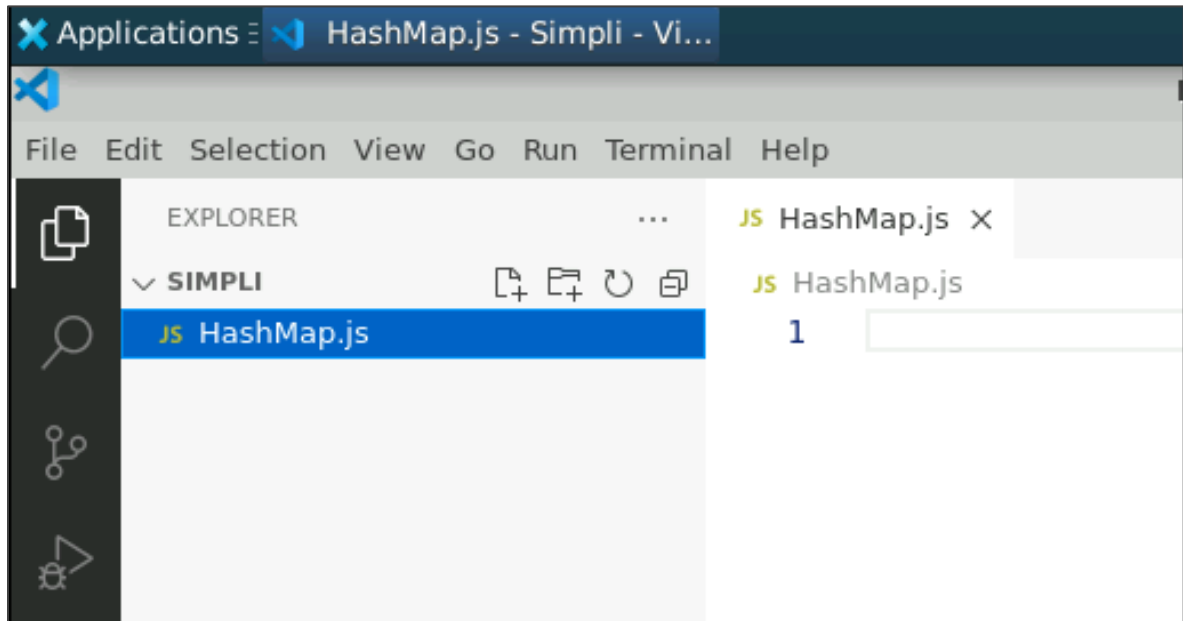 Applications HashMap.js - Simpli - Vi...
File Edit Selection View Go Run Terminal Help
EXPLORER ... JS HashMap.js
SIMPLI JS HashMap.js
JS HashMap.js 1